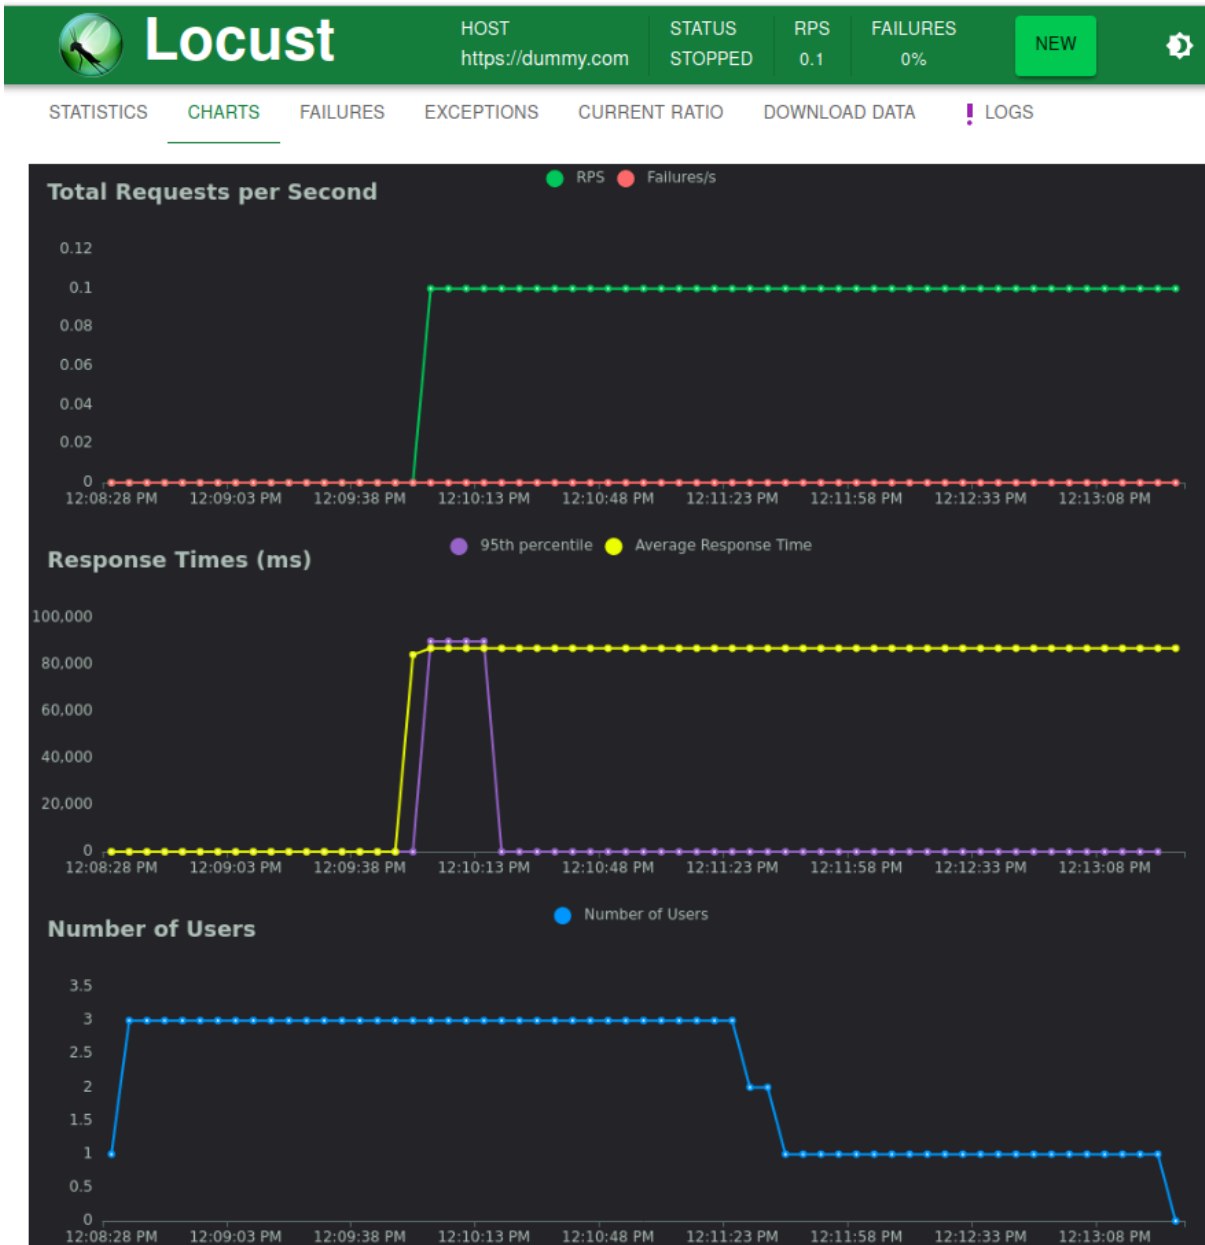 Locust
HOST
https://dummy.com
STATUS
STOPPED
RPS
0.1
FAILURES
0%
NEW
STATISTICS CHARTS FAILURES EXCEPTIONS CURRENT RATIO DOWNLOAD DATA LOGS
Total Requests per Second
RPS Failures/s
0.12
0.1
0.08
0.06
0.04
0.02
0
12:08:28 PM 12:09:03 PM 12:09:38 PM 12:10:13 PM 12:10:48 PM 12:11:23 PM 12:11:58 PM 12:12:33 PM 12:13:08 PM
Response Times (ms)
95th percentile Average Response Time
100,000
80,000
60,000
40,000
20,000
0
12:08:28 PM 12:09:03 PM 12:09:38 PM 12:10:13 PM 12:10:48 PM 12:11:23 PM 12:11:58 PM 12:12:33 PM 12:13:08 PM
Number of Users
Number of Users
3.5
3
2.5
2
1.5
1
0.5
0
12:08:28 PM 12:09:03 PM 12:09:38 PM 12:10:13 PM 12:10:48 PM 12:11:23 PM 12:11:58 PM 12:12:33 PM 12:13:08 PM